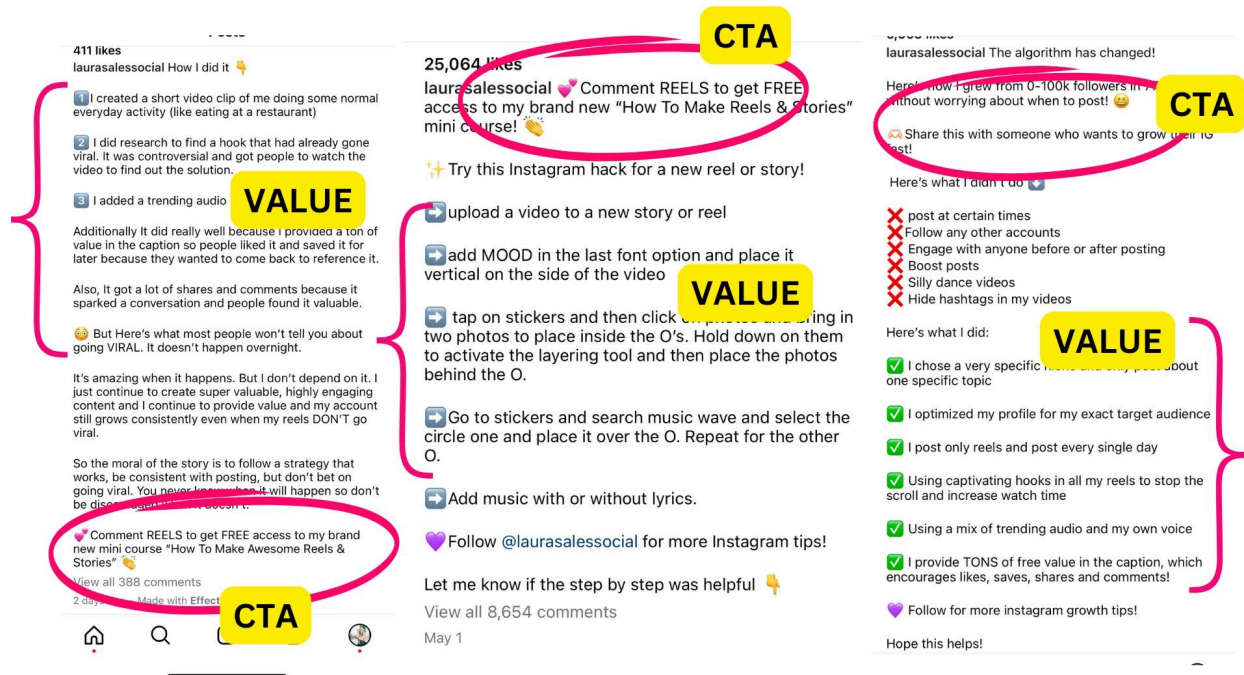 411 likes
laurasalessocial How I did it 👇
1️⃣I created a short video clip of me doing some normal
everyday activity (like eating at a restaurant)
2️⃣ I did research to find a hook that had already gone
viral. It was controversial and got people to watch the
video to find out the solution.
3️⃣ I added a trending audio
VALUE
Additionally It did really well because I provided a ton of
value in the caption so people liked it and saved it for
later because they wanted to come back to reference it.
Also, It got a lot of shares and comments because it
sparked a conversation and people found it valuable.
😳 But Here's what most people won't tell you about
going VIRAL. It doesn't happen overnight.
It's amazing when it happens. But I don't depend on it. I
just continue to create super valuable, highly engaging
content and I continue to provide value and my account
still grows consistently even when my reels DON'T go
viral.
So the moral of the story is to follow a strategy that
works, be consistent with posting, but don't bet on
going viral. You never know when it will happen so don't
be
💕Comment REELS to get FREE access to my brand
new mini course "How To Make Awesome Reels &
Stories" 👏
View all 388 comments
2 Made with
CTA
CTA
25,064 likes
laurasalessocial 💕Comment REELS to get FREE
access to my brand new "How To Make Reels & Stories"
mini course! 👏
✨Try this Instagram hack for a new reel or story!
➡️upload a video to a new story or reel
➡️add MOOD in the last font option and place it
vertical on the side of the video
VALUE
➡️ tap on stickers and then click in
two photos to place inside the O's. Hold down on them
to activate the layering tool and then place the photos
behind the O.
➡️Go to stickers and search music wave and select the
circle one and place it over the O. Repeat for the other
O.
➡️Add music with or without lyrics.
💜Follow @laurasalessocial for more Instagram tips!
Let me know if the step by step was helpful 👇
View all 8,654 comments
May 1
laurasalessocial The algorithm has changed!
Here's how I grew from 0-100k followers in
without worrying about when to post! 😆
CTA
🫶🏻Share this with someone who wants to grow their IG
fast!
Here's what I didn't do ⬇️
❌ post at certain times
❌Follow any other accounts
❌ Engage with anyone before or after posting
❌ Boost posts
❌ Silly dance videos
❌ Hide hashtags in my videos
Here's what I did:
VALUE
✅ I chose a very specific about
one specific topic
✅ I optimized my profile for my exact target audience
✅ I post only reels and post every single day
✅ Using captivating hooks in all my reels to stop the
scroll and increase watch time
✅ Using a mix of trending audio and my own voice
✅ I provide TONS of free value in the caption, which
encourages likes, saves, shares and comments!
💜 Follow for more instagram growth tips!
Hope this helps!